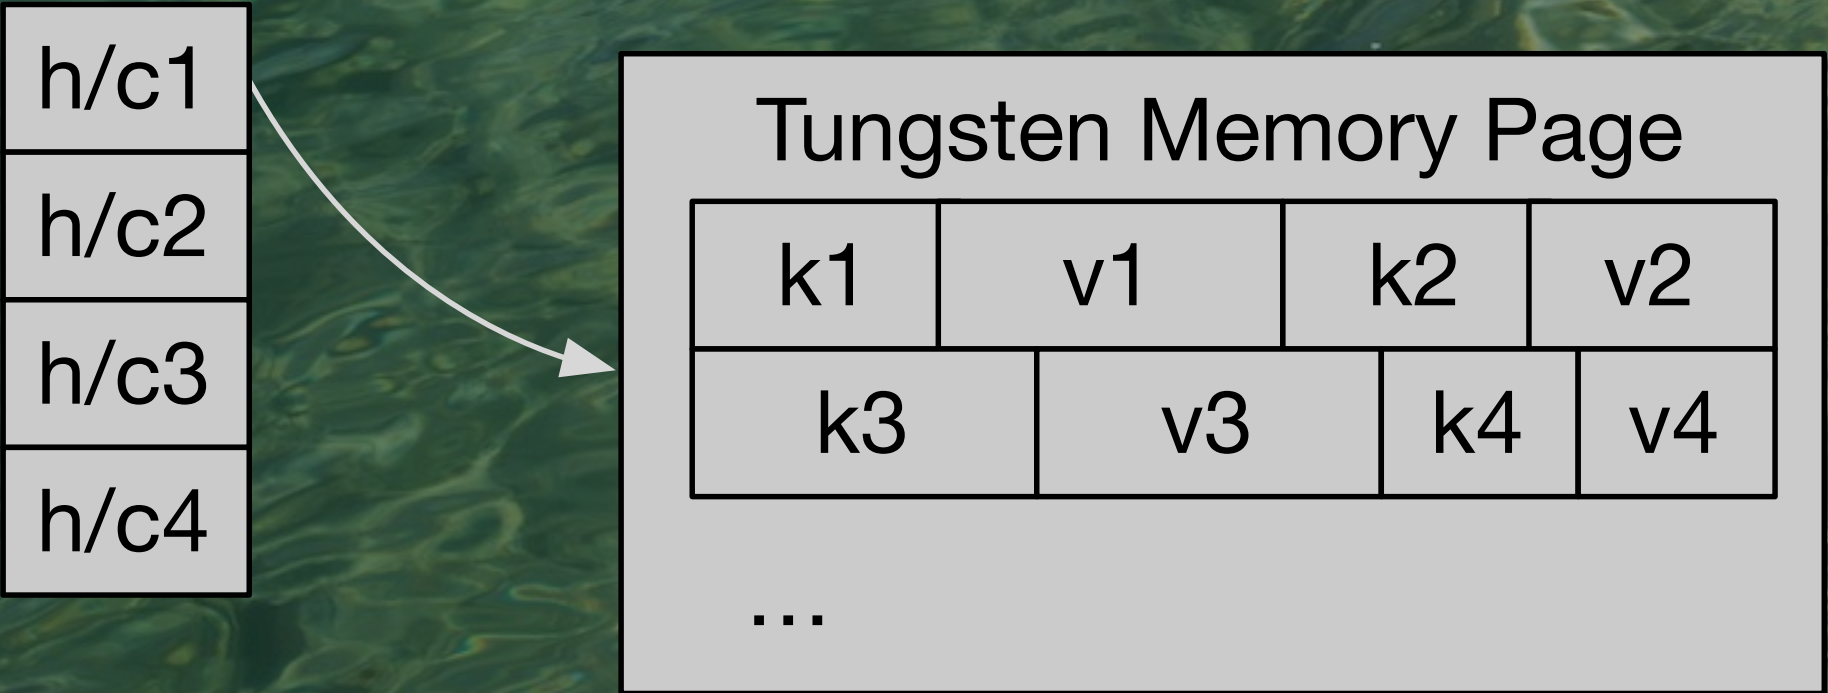 h/c1
h/c2
h/c3
h/c4
Tungsten Memory Page
k1 v1 k2 v2
k3 v3 k4 v4
...